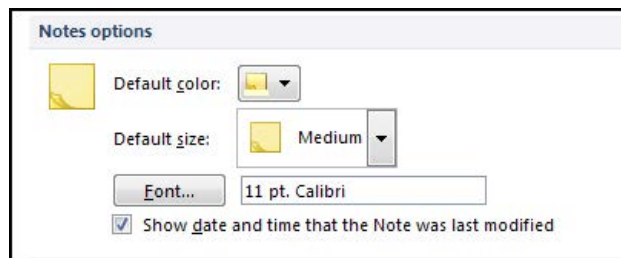 Notes options
Default color:
Default size: Medium
Font... 11 pt. Calibri
Show date and time that the Note was last modified